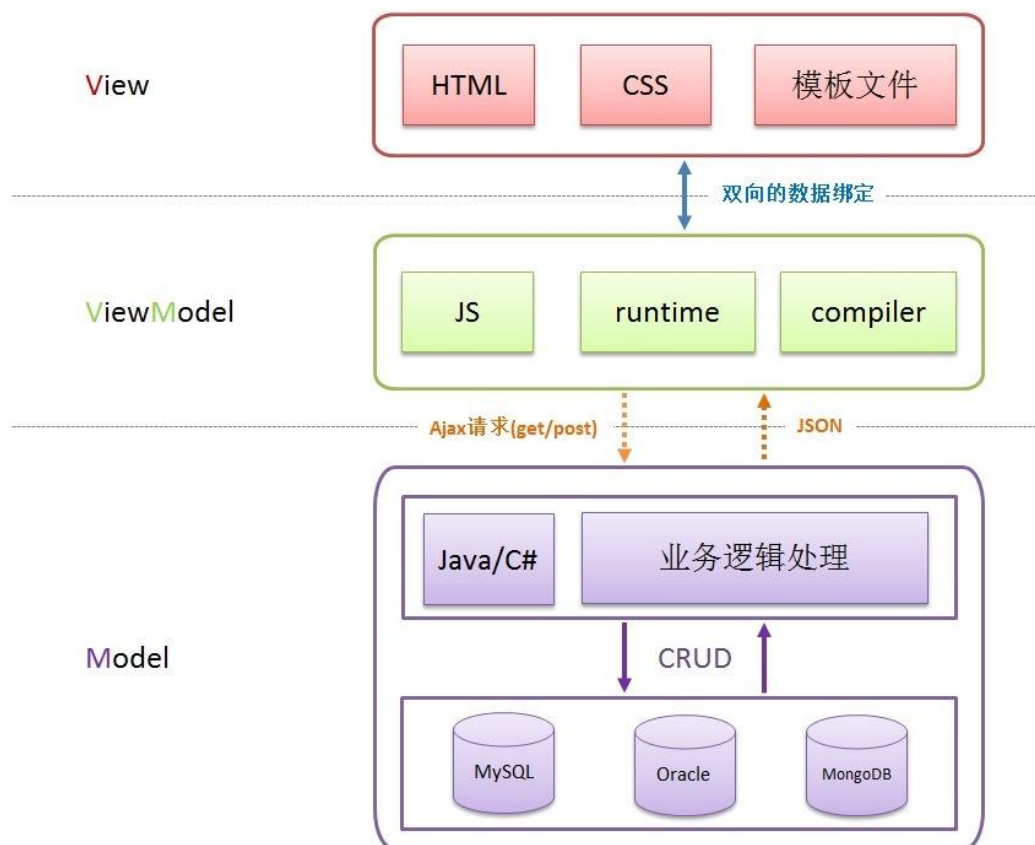 View
HTML
CSS
模板文件
双向的数据绑定
ViewModel
JS
runtime
compiler
Ajax请求(get/post)
JSON
Java/C#
业务逻辑处理
Model
CRUD
MySQL
Oracle
MongoDB